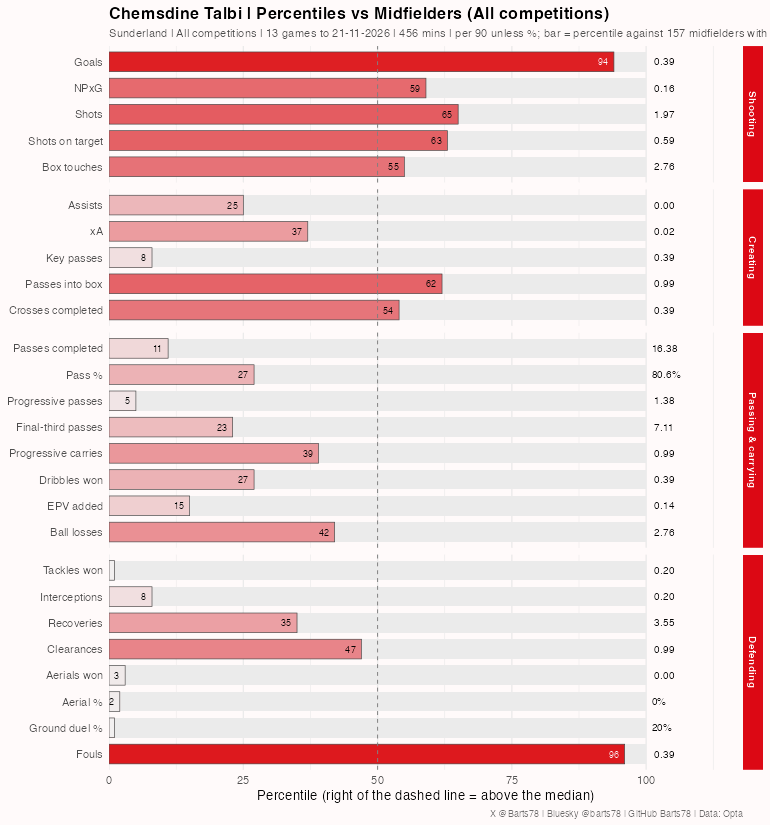 Chemsdine Talbi | Percentiles vs Midfielders (All competitions)
Sunderland | All competitions | 13 games to 21-11-2026 | 456 mins | per 90 unless %; bar = percentile against 157 midfielders with
Goals 94 0.39
NPxG 59 0.16
Shots 65 1.97
Shots on target 63 0.59
Box touches 55 2.76
Shooting
Assists 25 0.00
xA 37 0.02
Key passes 8 0.39
Passes into box 62 0.99
Crosses completed 54 0.39
Creating
Passes completed 11 16.38
Pass % 27 80.6%
Progressive passes 5 1.38
Final-third passes 23 7.11
Progressive carries 39 0.99
Dribbles won 27 0.39
EPV added 15 0.14
Ball losses 42 2.76
Passing & carrying
Tackles won 0.20
Interceptions 8 0.20
Recoveries 35 3.55
Clearances 47 0.99
Aerials won 3 0.00
Aerial % 2 0%
Ground duel % 20%
Fouls 96 0.39
Defending
0 25 50 75 100
Percentile (right of the dashed line = above the median)
X @Barts78 | Bluesky @barts78 | GitHub Barts78 | Data: Opta